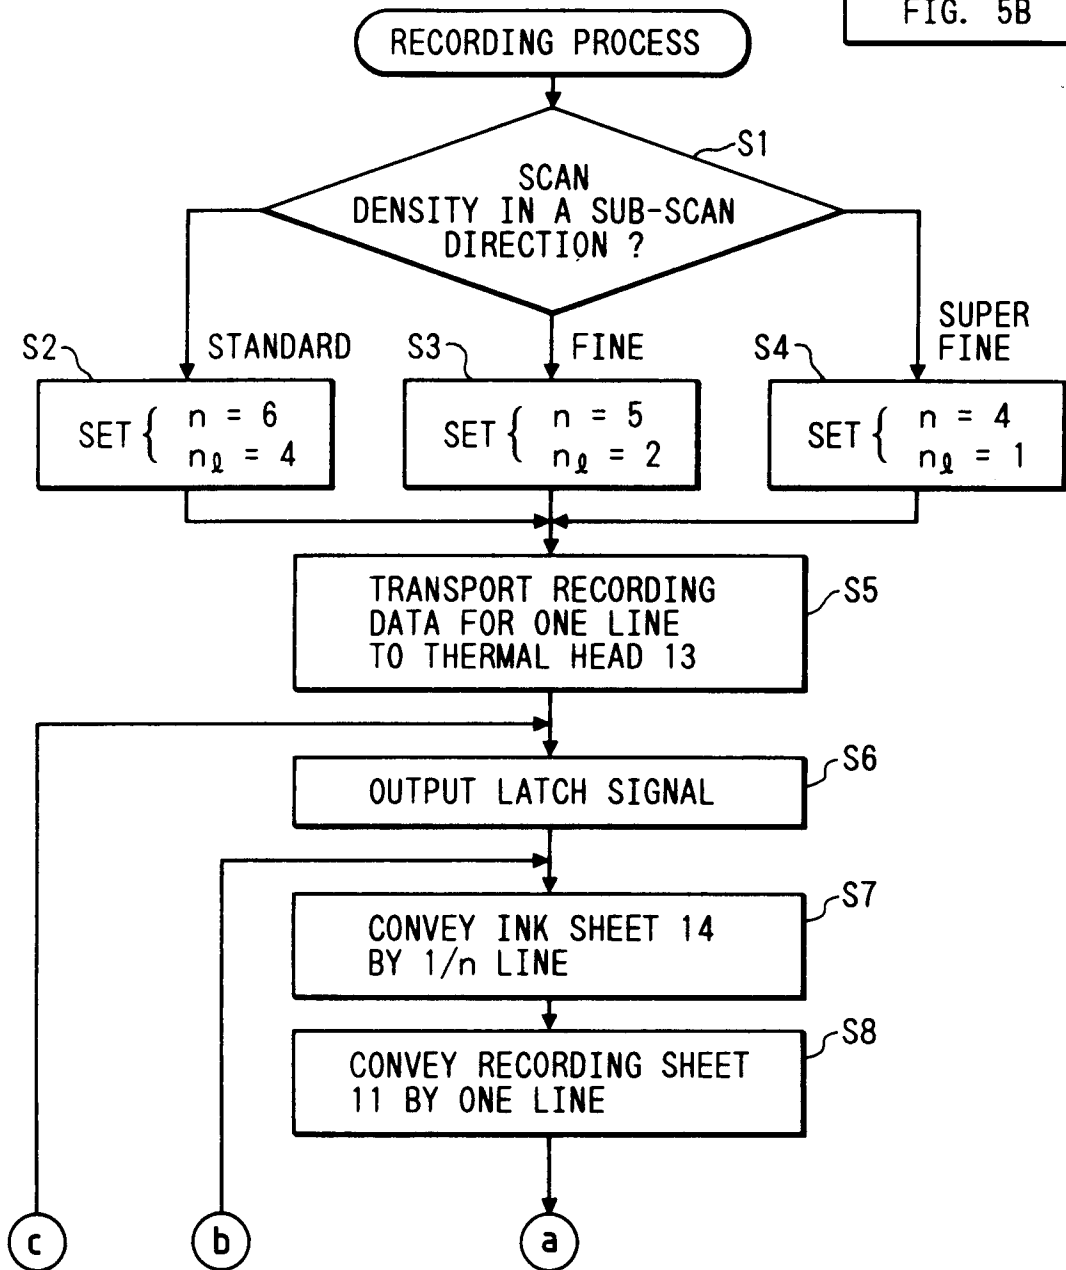 FIG. 5B
RECORDING PROCESS
S1
SCAN
DENSITY IN A SUB-SCAN
DIRECTION ?
S2
STANDARD
S3
FINE
S4
SUPER
FINE
SET { n = 6
nℓ = 4
SET { n = 5
nℓ = 2
SET { n = 4
nℓ = 1
TRANSPORT RECORDING
DATA FOR ONE LINE
TO THERMAL HEAD 13
S5
OUTPUT LATCH SIGNAL
S6
CONVEY INK SHEET 14
BY 1/n LINE
S7
CONVEY RECORDING SHEET
11 BY ONE LINE
S8
c
b
a